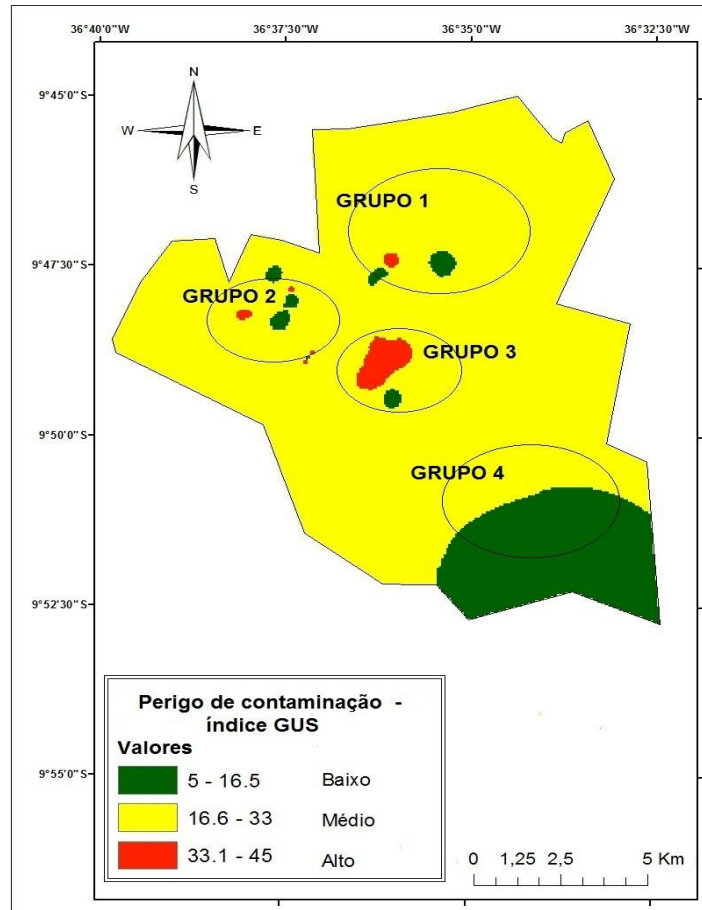 36°40'0"W 36°37'30"W 36°35'0"W 36°32'30"W
9°45'0"S
9°47'30"S
9°50'0"S
9°52'30"S
9°55'0"S
N
W E
S
GRUPO 1
GRUPO 2
GRUPO 3
GRUPO 4
Perigo de contaminação -
índice GUS
Valores
5 - 16.5 Baixo
16.6 - 33 Médio
33.1 - 45 Alto
0 1,25 2,5 5 Km